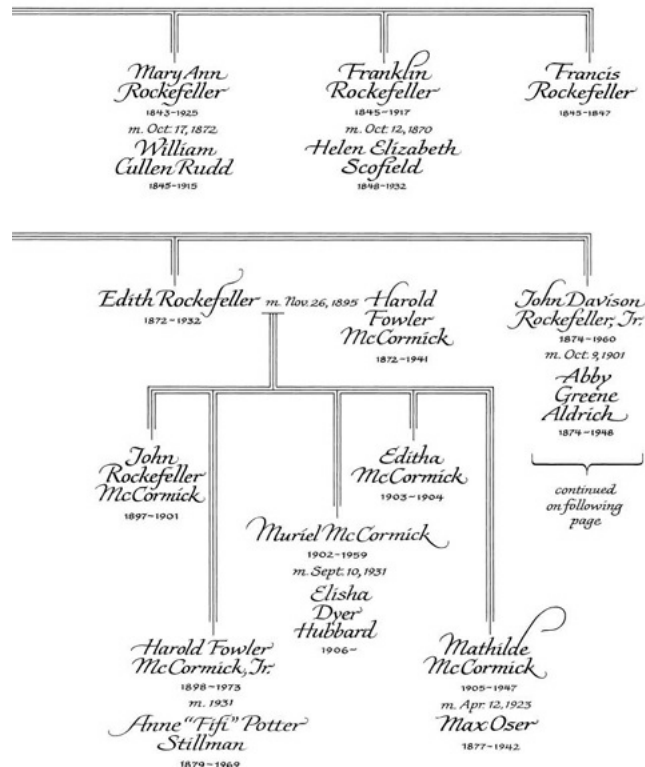 Mary Ann
Rockefeller
1843–1925
m. Oct. 17, 1872
William
Cullen Rudd
1845–1915
Franklin
Rockefeller
1845–1917
m. Oct. 12, 1870
Helen Elizabeth
Scofield
1848–1932
Francis
Rockefeller
1845–1847
Edith Rockefeller
1872–1932
m. Nov. 26, 1895
Harold
Fowler
McCormick
1872–1941
John Davison
Rockefeller, Jr.
1874–1960
m. Oct. 9, 1901
Abby
Greene
Aldrich
1874–1948
continued
on following
page
John
Rockefeller
McCormick
1897–1901
Editha
McCormick
1903–1904
Muriel McCormick
1902–1959
m. Sept. 10, 1931
Elisha
Dyer
Hubbard
1906–
Harold Fowler
McCormick, Jr.
1898–1973
m. 1931
Anne "Fifi" Potter
Stillman
1879–1969
Mathilde
McCormick
1905–1947
m. Apr. 12, 1923
Max Oser
1877–1942